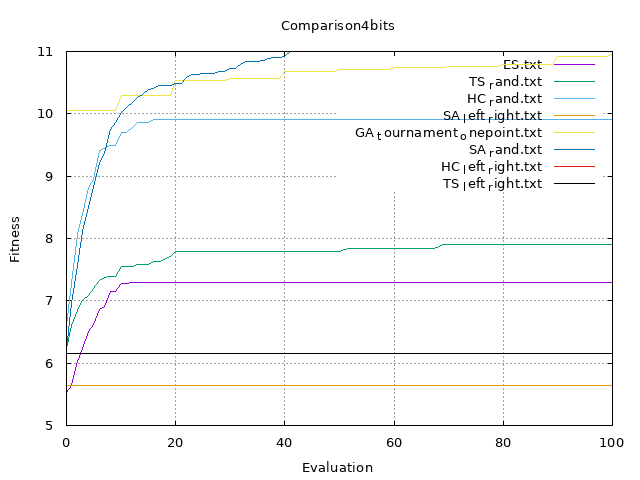 Comparison4bits
11
10
9
8
7
6
5
0 20 40 60 80 100
Fitness
Evaluation
ES.txt
TS_rand.txt
HC_rand.txt
SA_left_right.txt
GA_tournament_onepoint.txt
SA_rand.txt
HC_left_right.txt
TS_left_right.txt